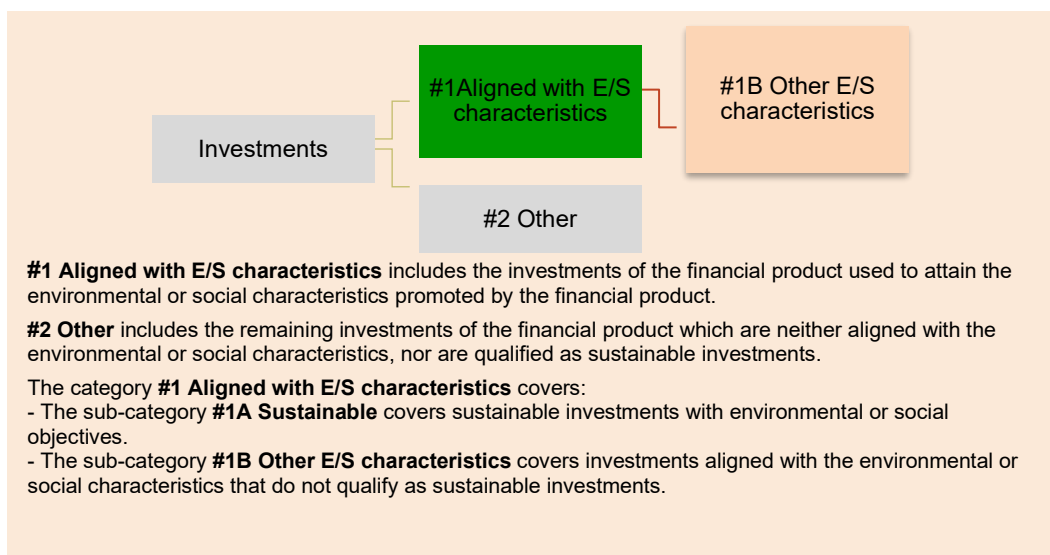 #1Aligned with E/S
characteristics
#1B Other E/S
characteristics
Investments
#2 Other
#1 Aligned with E/S characteristics includes the investments of the financial product used to attain the
environmental or social characteristics promoted by the financial product.
#2 Other includes the remaining investments of the financial product which are neither aligned with the
environmental or social characteristics, nor are qualified as sustainable investments.
The category #1 Aligned with E/S characteristics covers:
- The sub-category #1A Sustainable covers sustainable investments with environmental or social
objectives.
- The sub-category #1B Other E/S characteristics covers investments aligned with the environmental or
social characteristics that do not qualify as sustainable investments.